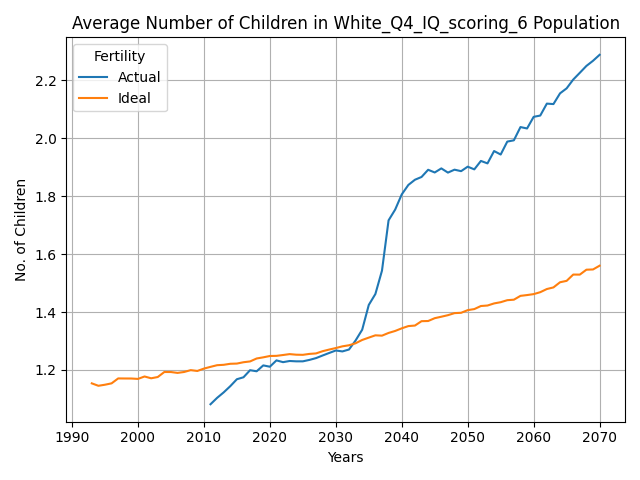 Average Number of Children in White_Q4_IQ_scoring_6 Population
Fertility
Actual
Ideal
No. of Children
2.2
2.0
1.8
1.6
1.4
1.2
1990 2000 2010 2020 2030 2040 2050 2060 2070
Years